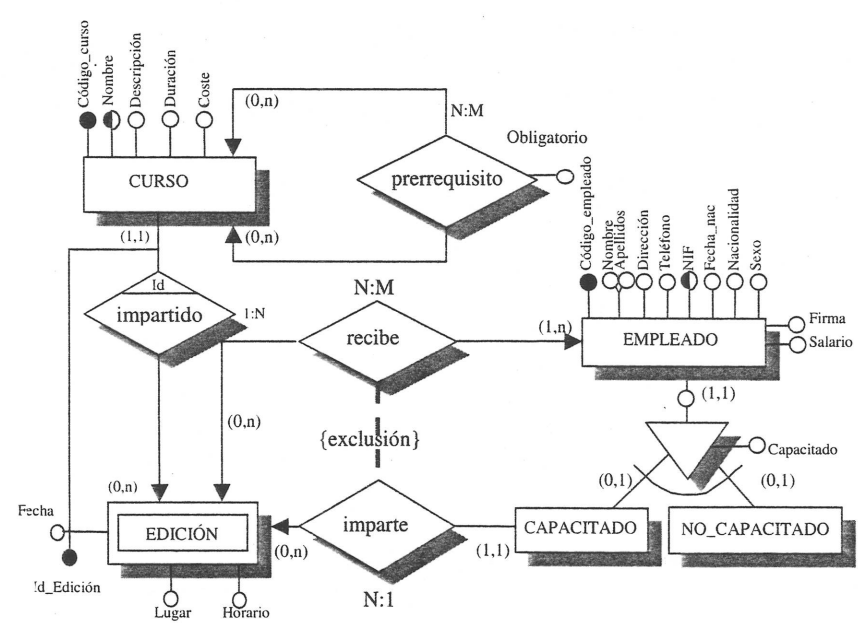 Código_curso
Nombre
Descripción
Duración
Coste
(0,n)
N:M
Obligatorio
CURSO
prerrequisito
(1,1)
(0,n)
Código_empleado
Nombre
Apellidos
Dirección
Teléfono
NIF
Fecha_nac
Nacionalidad
Sexo
Id
impartido
1:N
N:M
recibe
(1,n)
EMPLEADO
Firma
Salario
(1,1)
(0,n)
{exclusión}
Capacitado
(0,1)
(0,1)
(0,n)
Fecha
EDICIÓN
(0,n)
imparte
(1,1)
CAPACITADO
NO_CAPACITADO
Id_Edición
Lugar
Horario
N:1